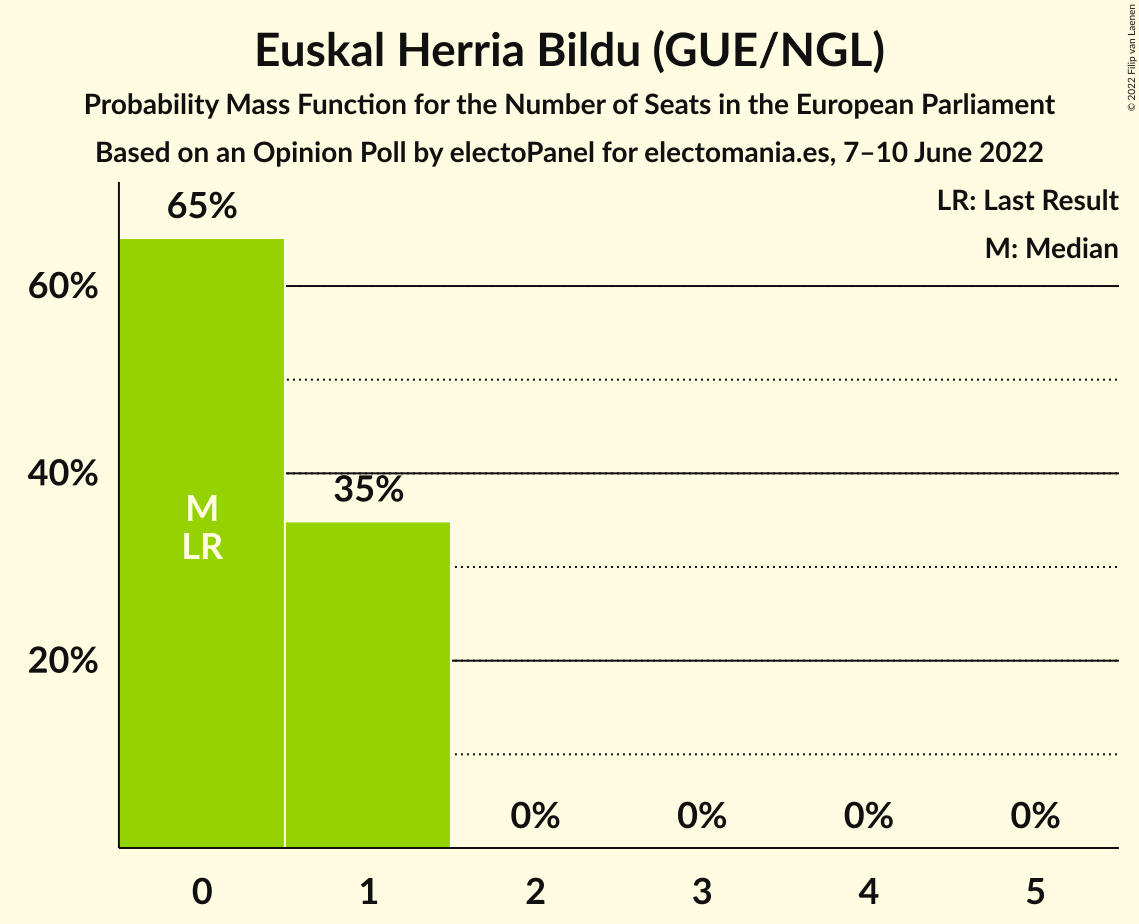 Euskal Herria Bildu (GUE/NGL)
Probability Mass Function for the Number of Seats in the European Parliament
Based on an Opinion Poll by electoPanel for electomania.es, 7–10 June 2022
© 2022 Filip van Laenen
LR: Last Result
M: Median
65%
60%
40%
35%
M
LR
20%
0% 0% 0% 0%
0 1 2 3 4 5